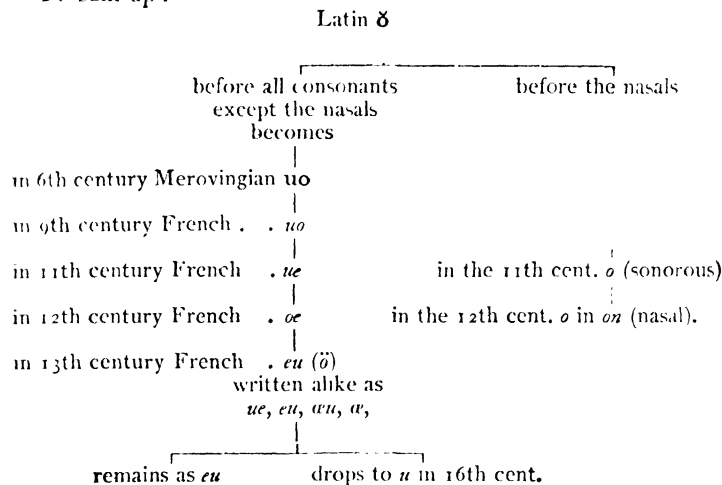 Latin ŏ
before all consonants before the nasals
except the nasals
becomes
in 6th century Merovingian uo
in 9th century French . . uo
in 11th century French . ue in the 11th cent. o (sonorous)
in 12th century French . oe in the 12th cent. o in on (nasal).
in 13th century French . eu (ö)
written alike as
ue, eu, œu, œ,
remains as eu drops to u in 16th cent.